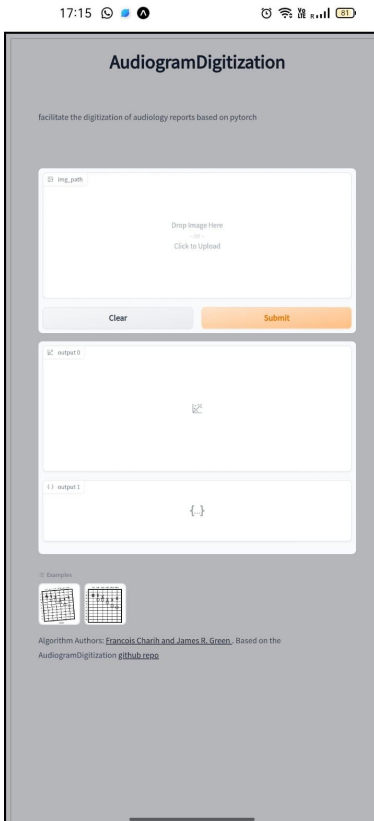 17:15
VO
LTE R 81
AudiogramDigitization
facilitate the digitization of audiology reports based on pytorch
img_path
Drop Image Here
- or -
Click to Upload
Clear
Submit
output 0
output 1
{...}
Examples
Algorithm Authors: Francois Charih and James R. Green . Based on the
AudiogramDigitization github repo